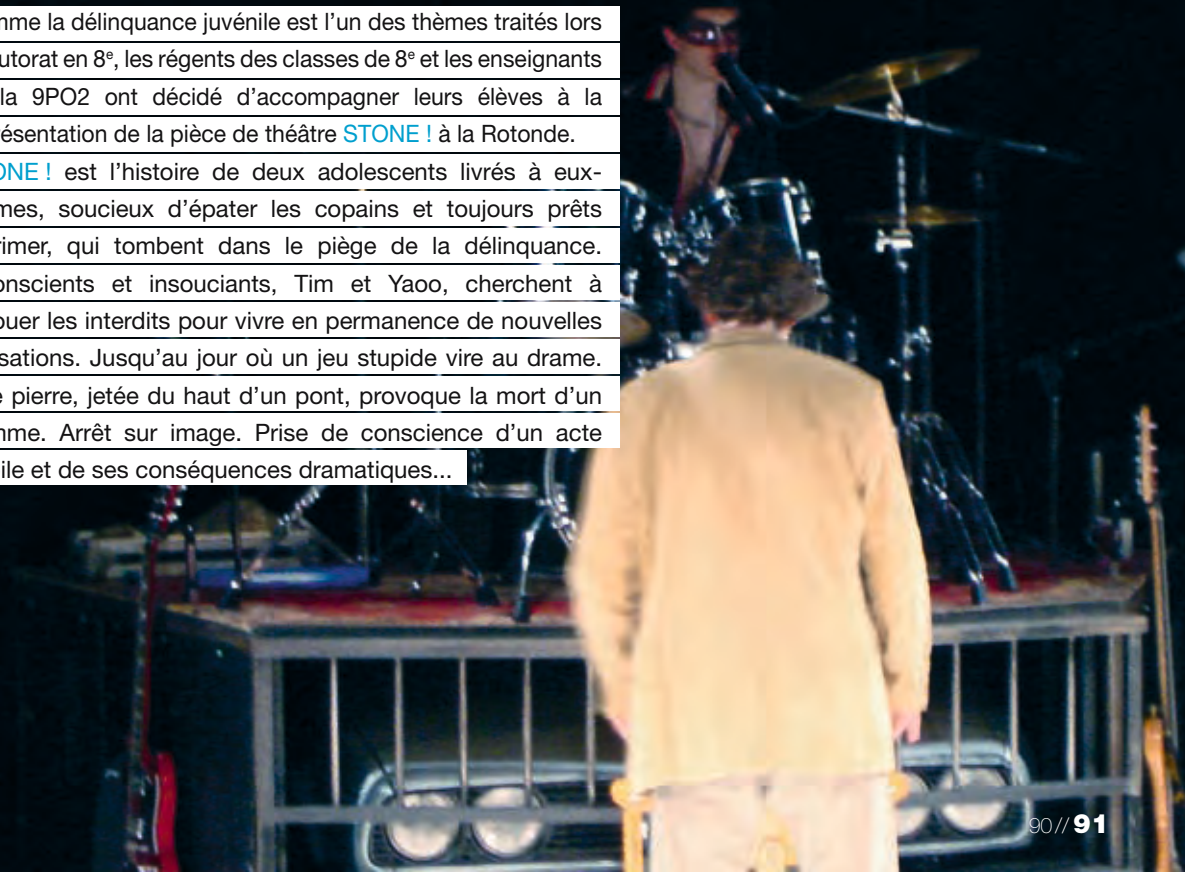 mme la délinquance juvénile est l’un des thèmes traités lors
utorat en 8e, les régents des classes de 8e et les enseignants
la 9PO2 ont décidé d’accompagner leurs élèves à la
ésentation de la pièce de théâtre STONE ! à la Rotonde.
ONE ! est l’histoire de deux adolescents livrés à eux-
mes, soucieux d’épater les copains et toujours prêts
rimer, qui tombent dans le piège de la délinquance.
onscients et insouciants, Tim et Yaoo, cherchent à
ouer les interdits pour vivre en permanence de nouvelles
sations. Jusqu’au jour où un jeu stupide vire au drame.
e pierre, jetée du haut d’un pont, provoque la mort d’un
mme. Arrêt sur image. Prise de conscience d’un acte
ile et de ses conséquences dramatiques...
90// 91